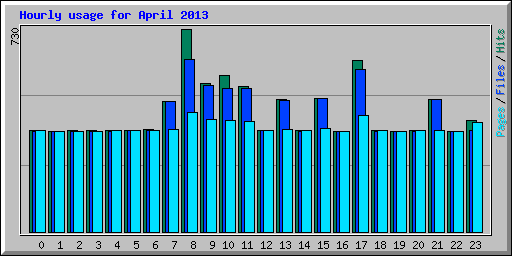 Hourly usage for April 2013
730
Pages/Files/Hits
0 1 2 3 4 5 6 7 8 9 10 11 12 13 14 15 16 17 18 19 20 21 22 23